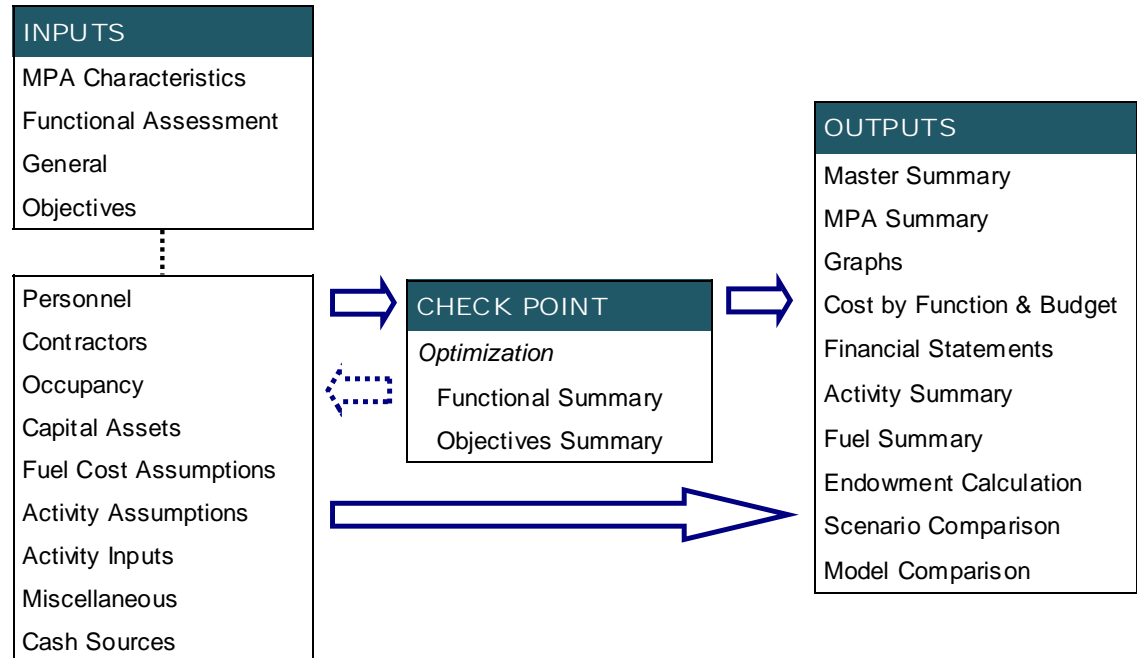 INPUTS
MPA Characteristics
Functional Assessment
General
Objectives
Personnel
Contractors
Occupancy
Capital Assets
Fuel Cost Assumptions
Activity Assumptions
Activity Inputs
Miscellaneous
Cash Sources
CHECK POINT
Optimization
Functional Summary
Objectives Summary
OUTPUTS
Master Summary
MPA Summary
Graphs
Cost by Function & Budget
Financial Statements
Activity Summary
Fuel Summary
Endowment Calculation
Scenario Comparison
Model Comparison